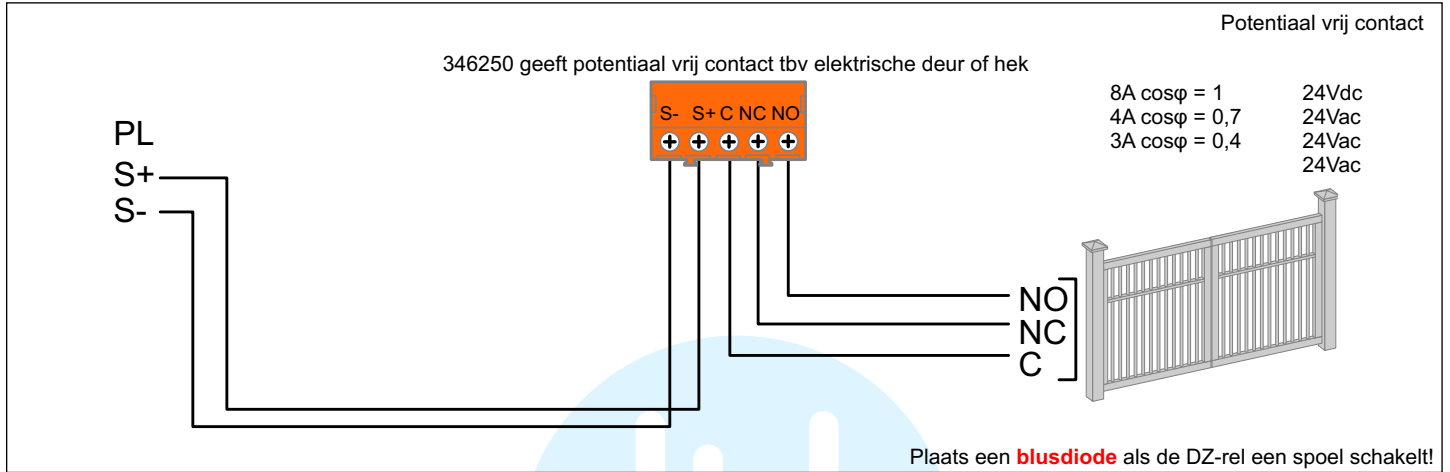 Potentiaal vrij contact
346250 geeft potentiaal vrij contact tbv elektrische deur of hek
8A cosφ = 1 24Vdc
4A cosφ = 0,7 24Vac
3A cosφ = 0,4 24Vac
24Vac
S- S+ C NC NO
PL
S+
S-
NO
NC
C
Plaats een blusdiode als de DZ-rel een spoel schakelt!